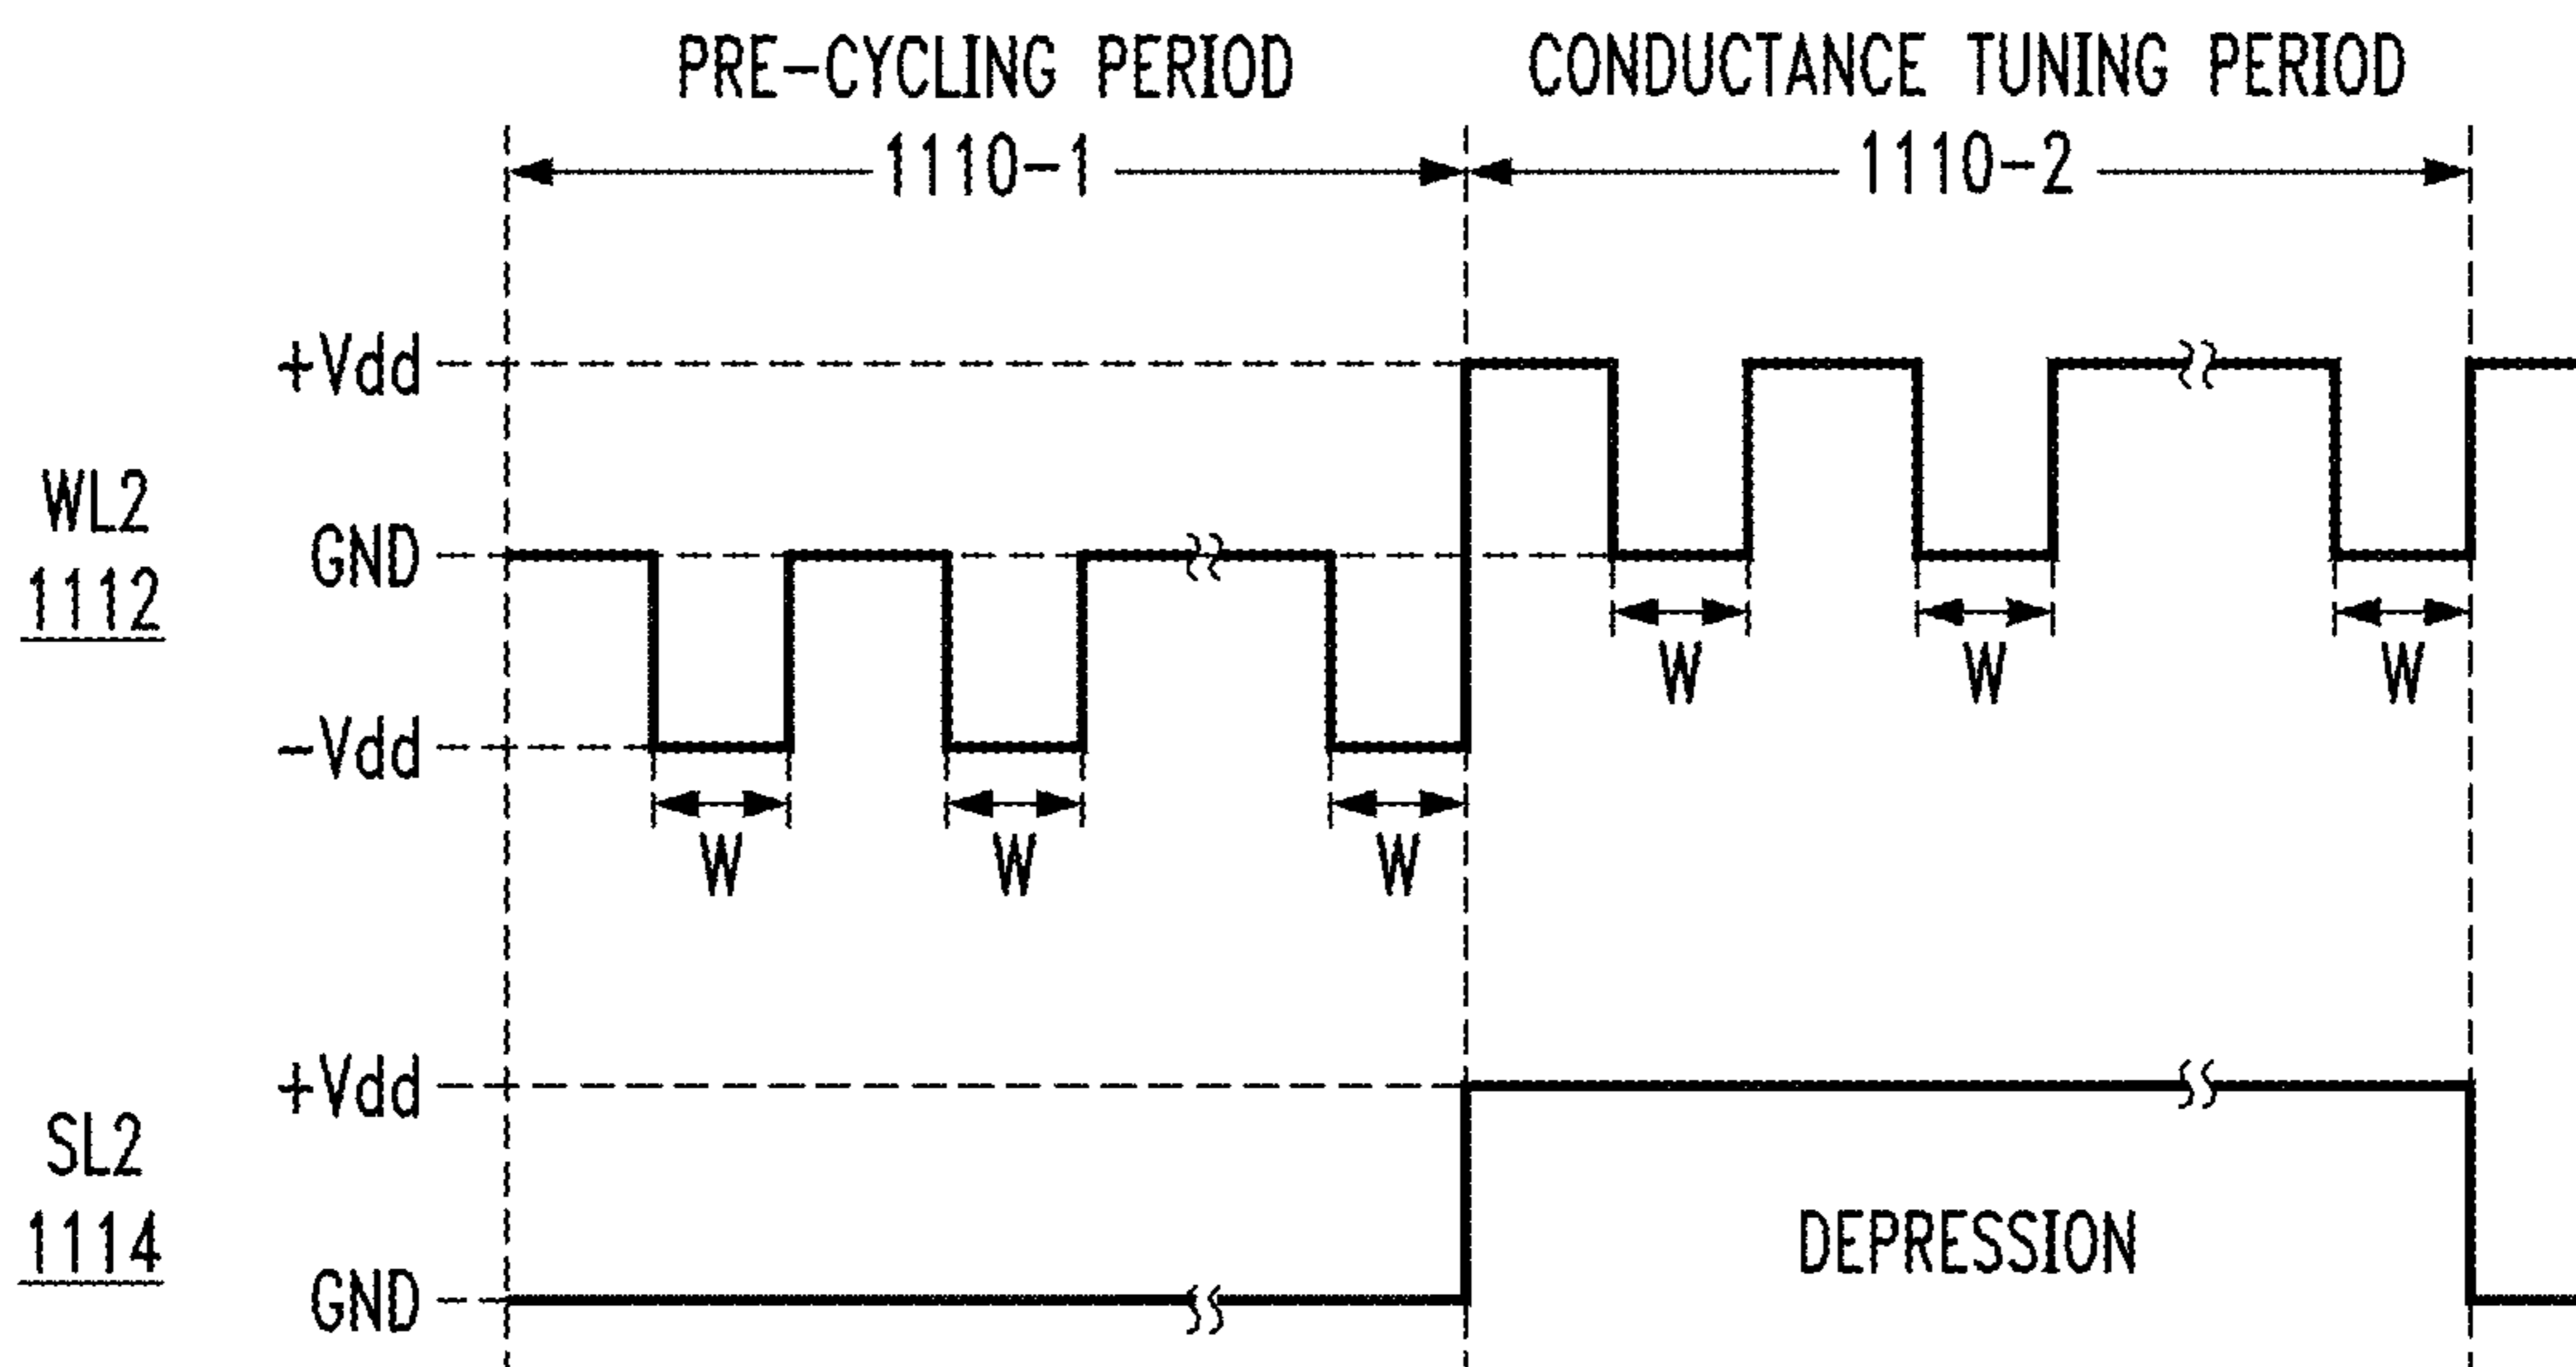 PRE-CYCLING PERIOD
1110-1
CONDUCTANCE TUNING PERIOD
1110-2
WL2
1112
+Vdd
GND
-Vdd
W
W
W
W
W
W
SL2
1114
+Vdd
GND
DEPRESSION